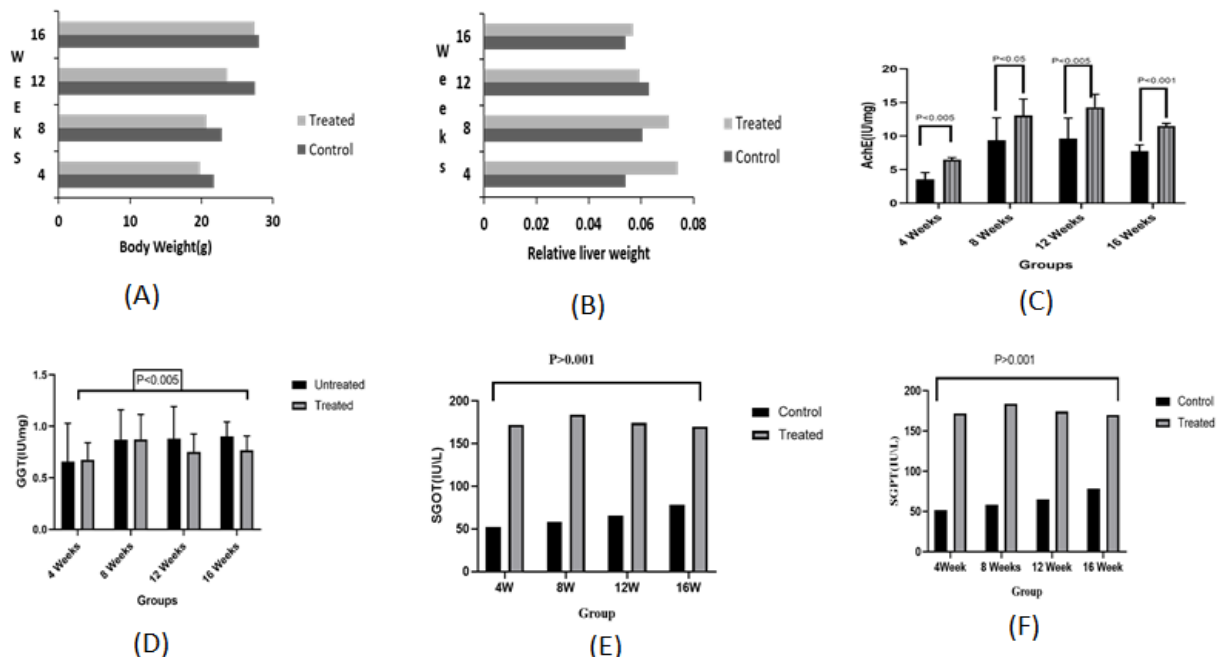 16
12
8
4
W
E
E
K
S
Treated
Control
0
10
20
30
Body Weight(g)
(A)
16
12
8
4
W
e
e
k
s
Treated
Control
0
0.02
0.04
0.06
0.08
Relative liver weight
(B)
P<0.005
P<0.05
P<0.005
P<0.001
AchE(IU\mg)
20
15
10
5
0
4 Weeks
8 Weeks
12 Weeks
16 Weeks
Groups
(C)
P<0.005
Untreated
Treated
GGT(IU\mg)
1.5
1.0
0.5
0.0
4 Weeks
8 Weeks
12 Weeks
16 Weeks
Groups
(D)
P>0.001
Control
Treated
SGOT(IU\L)
200
150
100
50
0
4W
8W
12W
16W
Group
(E)
P>0.001
Control
Treated
SGPT(IU\L)
200
150
100
50
0
4Week
8 Weeks
12 Week
16 Week
Group
(F)